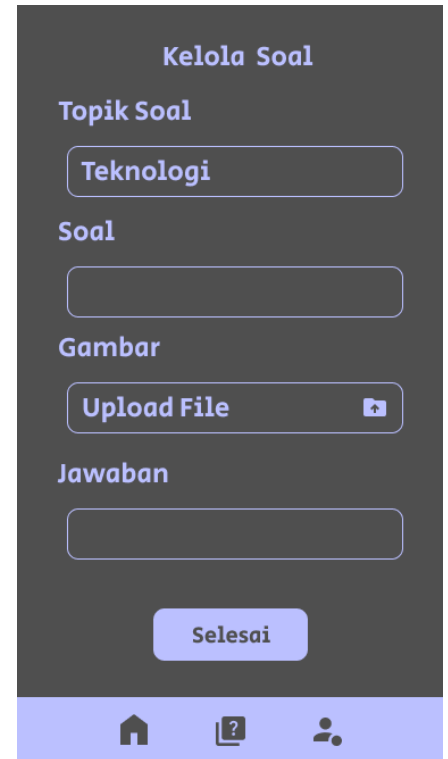 Kelola Soal
Topik Soal
Teknologi
Soal
Gambar
Upload File
Jawaban
Selesai
?